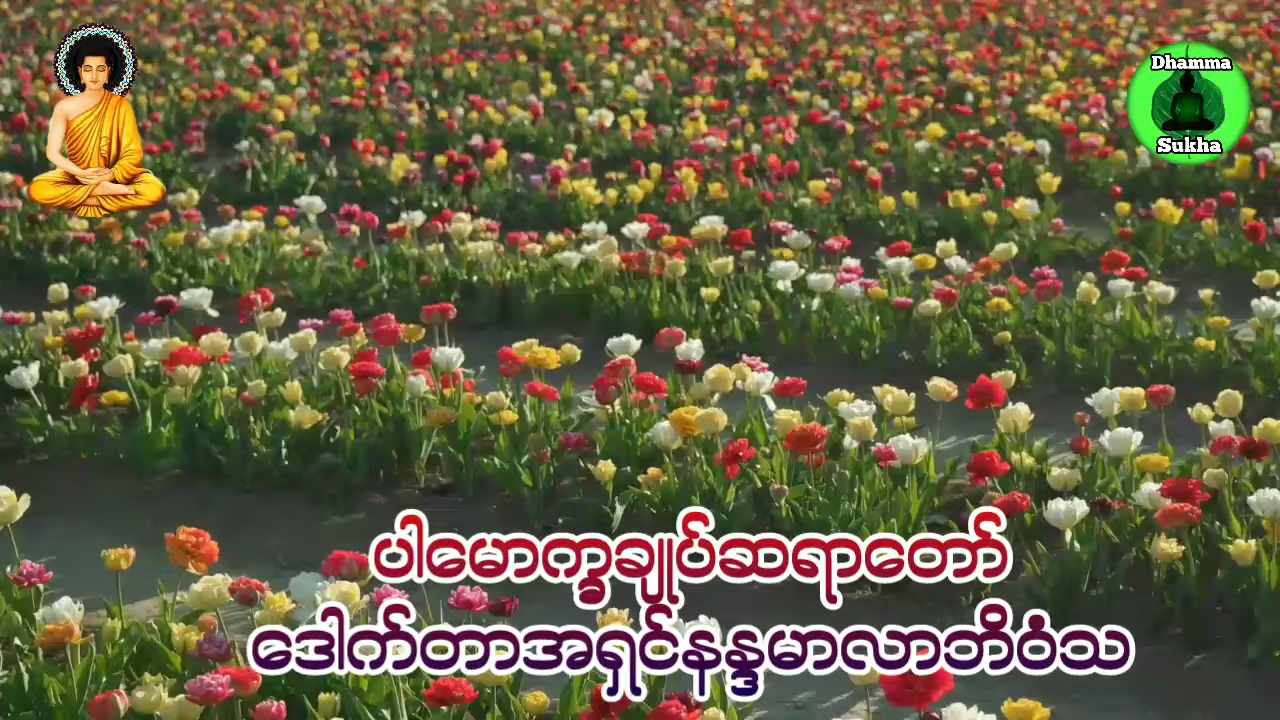 Dhamma
Sukha
ပါမောက္ခချုပ်ဆရာတော်
ဒေါက်တာအရှင်နန္ဒမာလာဘိဝံသ